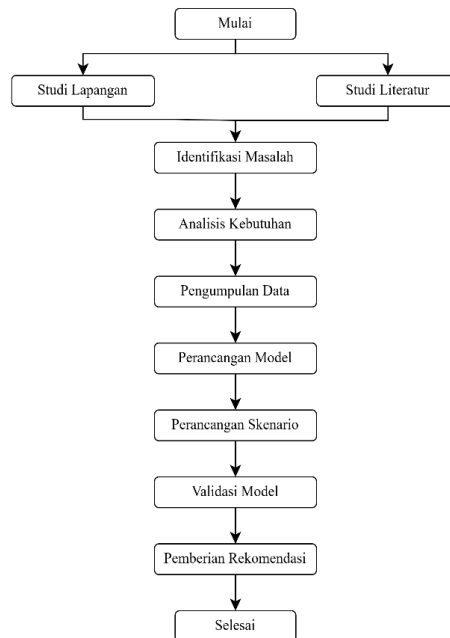 Mulai
Studi Lapangan
Studi Literatur
Identifikasi Masalah
Analisis Kebutuhan
Pengumpulan Data
Perancangan Model
Perancangan Skenario
Validasi Model
Pemberian Rekomendasi
Selesai